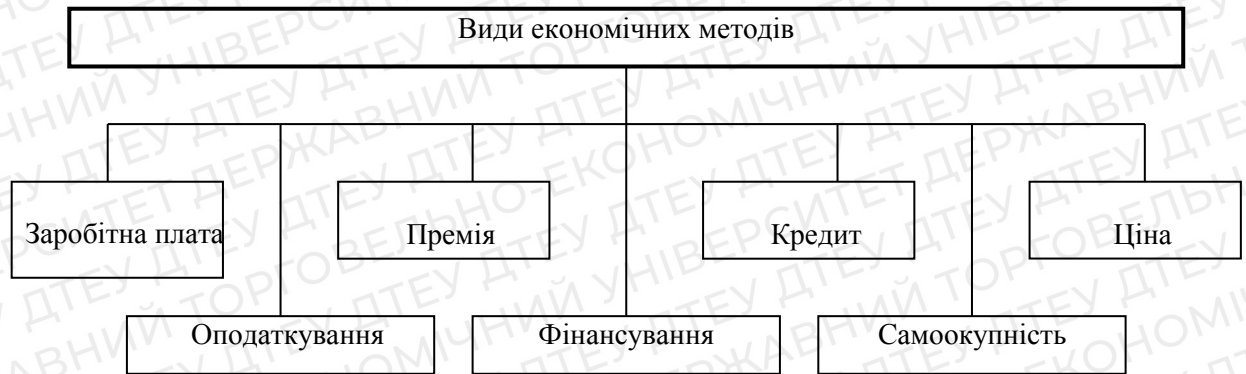 Види економічних методів
Заробітна плата
Премія
Кредит
Ціна
Оподаткування
Фінансування
Самоокупність